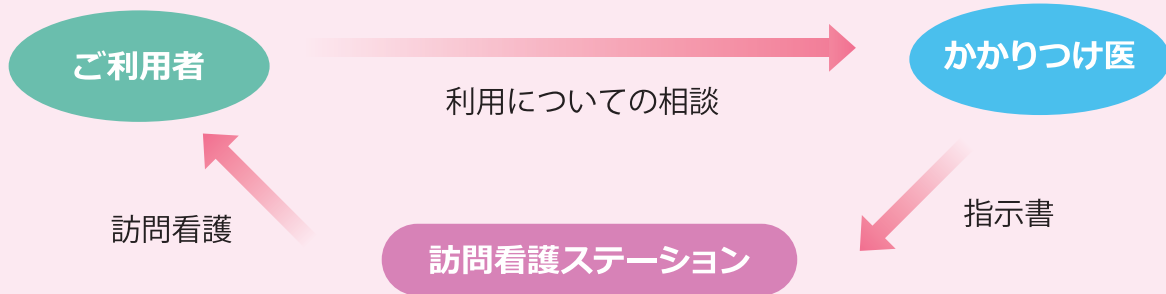 ご利用者
かかりつけ医
利用についての相談
訪問看護
指示書
訪問看護ステーション